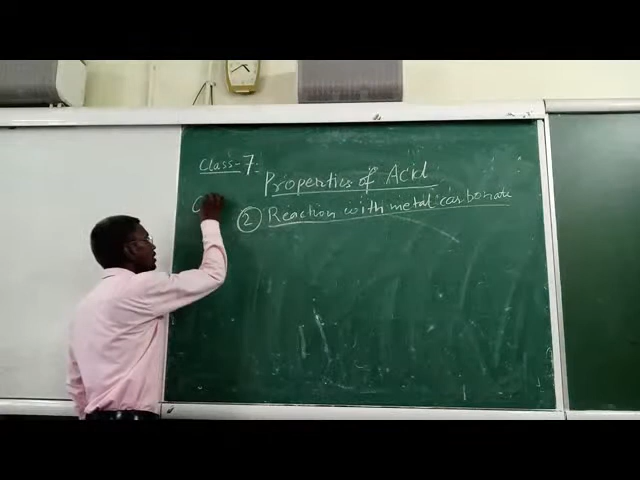 Class-7:
Properties of Acid
② Reaction with metal carbonate